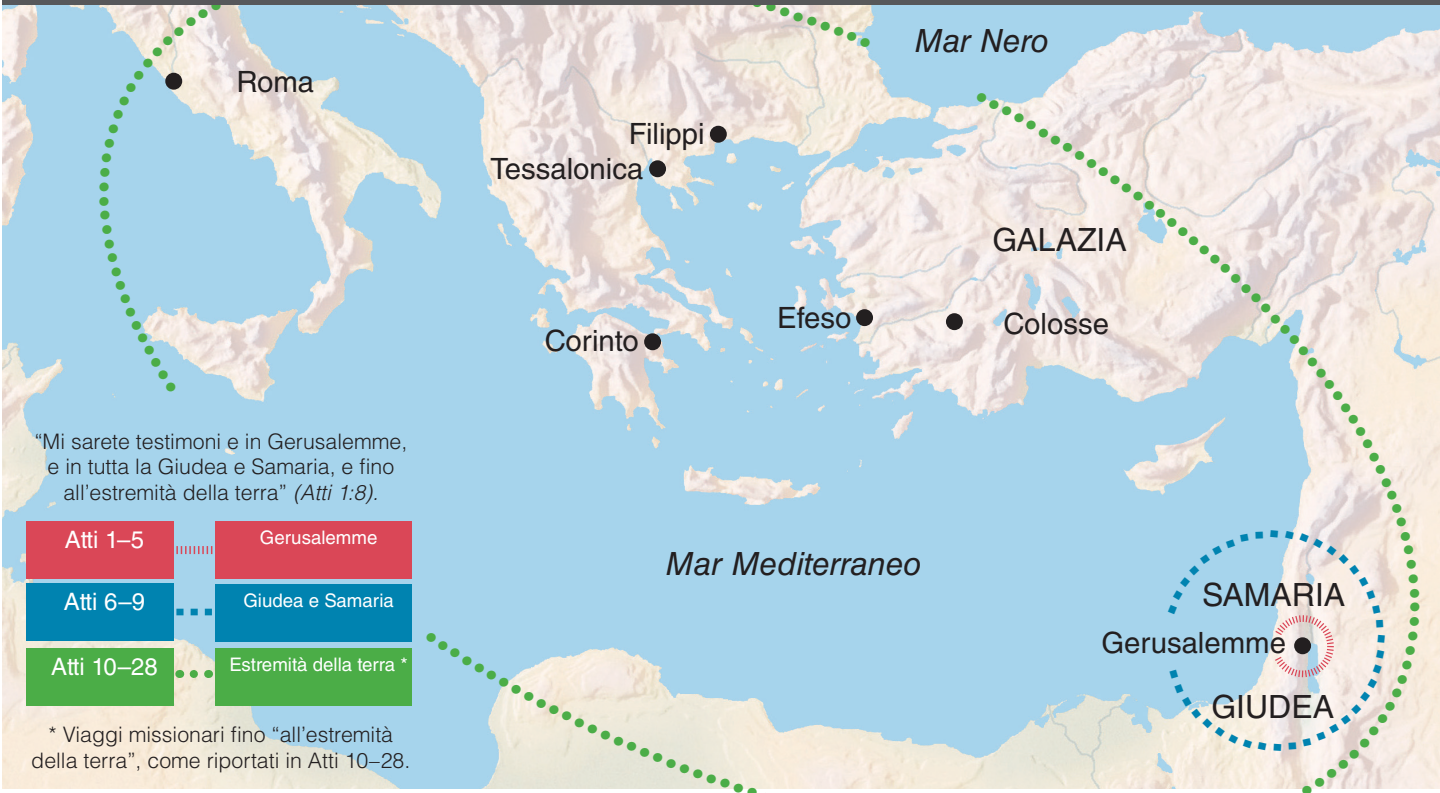 Mar Nero
Roma
Filippi
Tessalonica
GALAZIA
Efeso
Colosse
Corinto
“Mi sarete testimoni e in Gerusalemme,
e in tutta la Giudea e Samaria, e fino
all'estremità della terra” (Atti 1:8).
Atti 1–5
Gerusalemme
Atti 6–9
Giudea e Samaria
Atti 10–28
Estremità della terra *
* Viaggi missionari fino “all'estremità
della terra”, come riportati in Atti 10–28.
Mar Mediterraneo
SAMARIA
Gerusalemme
GIUDEA